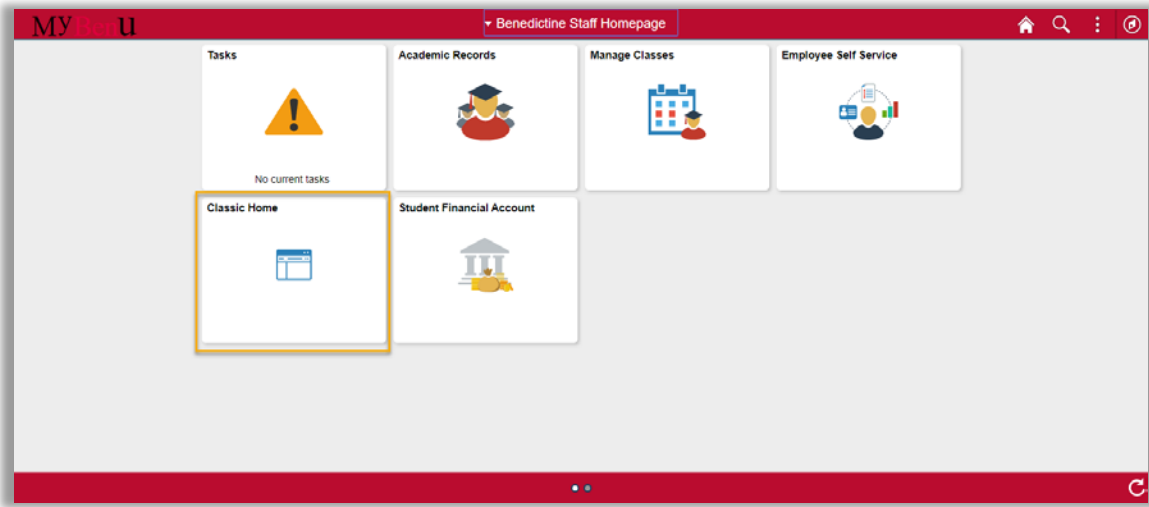 MyBenU
Benedictine Staff Homepage
Tasks
Academic Records
Manage Classes
Employee Self Service
No current tasks
Classic Home
Student Financial Account